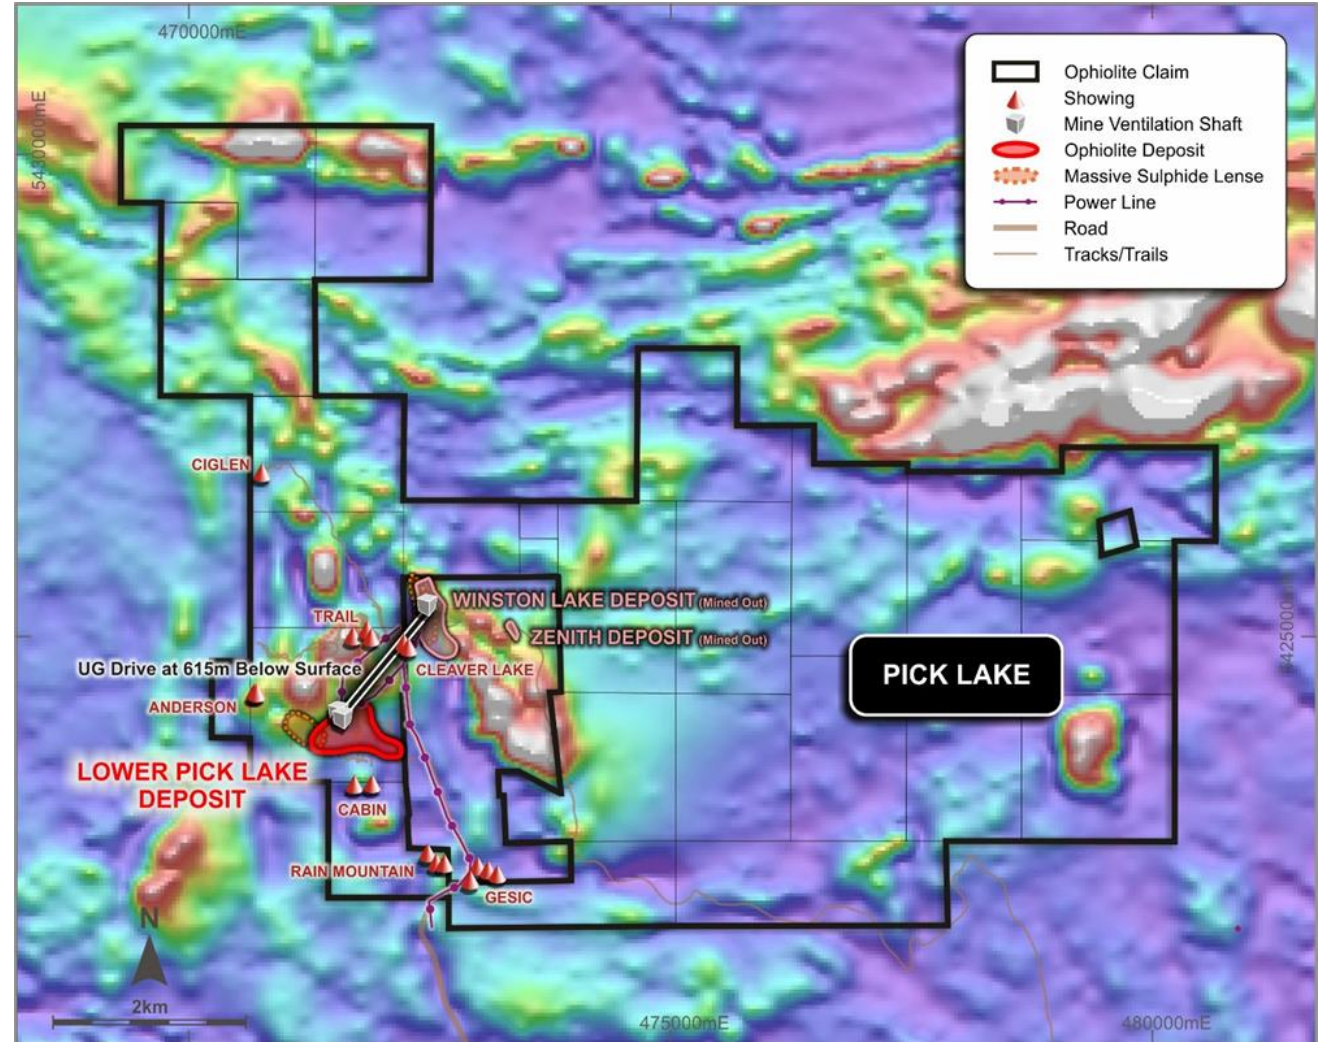 470000mE
5430000mE
Ophiolite Claim
Showing
Mine Ventilation Shaft
Ophiolite Deposit
Massive Sulphide Lense
Power Line
Road
Tracks/Trails
CIGLEN
WINSTON LAKE DEPOSIT (Mined Out)
TRAIL
ZENITH DEPOSIT (Mined Out)
UG Drive at 615m Below Surface
CLEAVER LAKE
5425000mE
PICK LAKE
ANDERSON
LOWER PICK LAKE
DEPOSIT
CABIN
RAIN MOUNTAIN
GESIC
N
2km
475000mE
480000mE